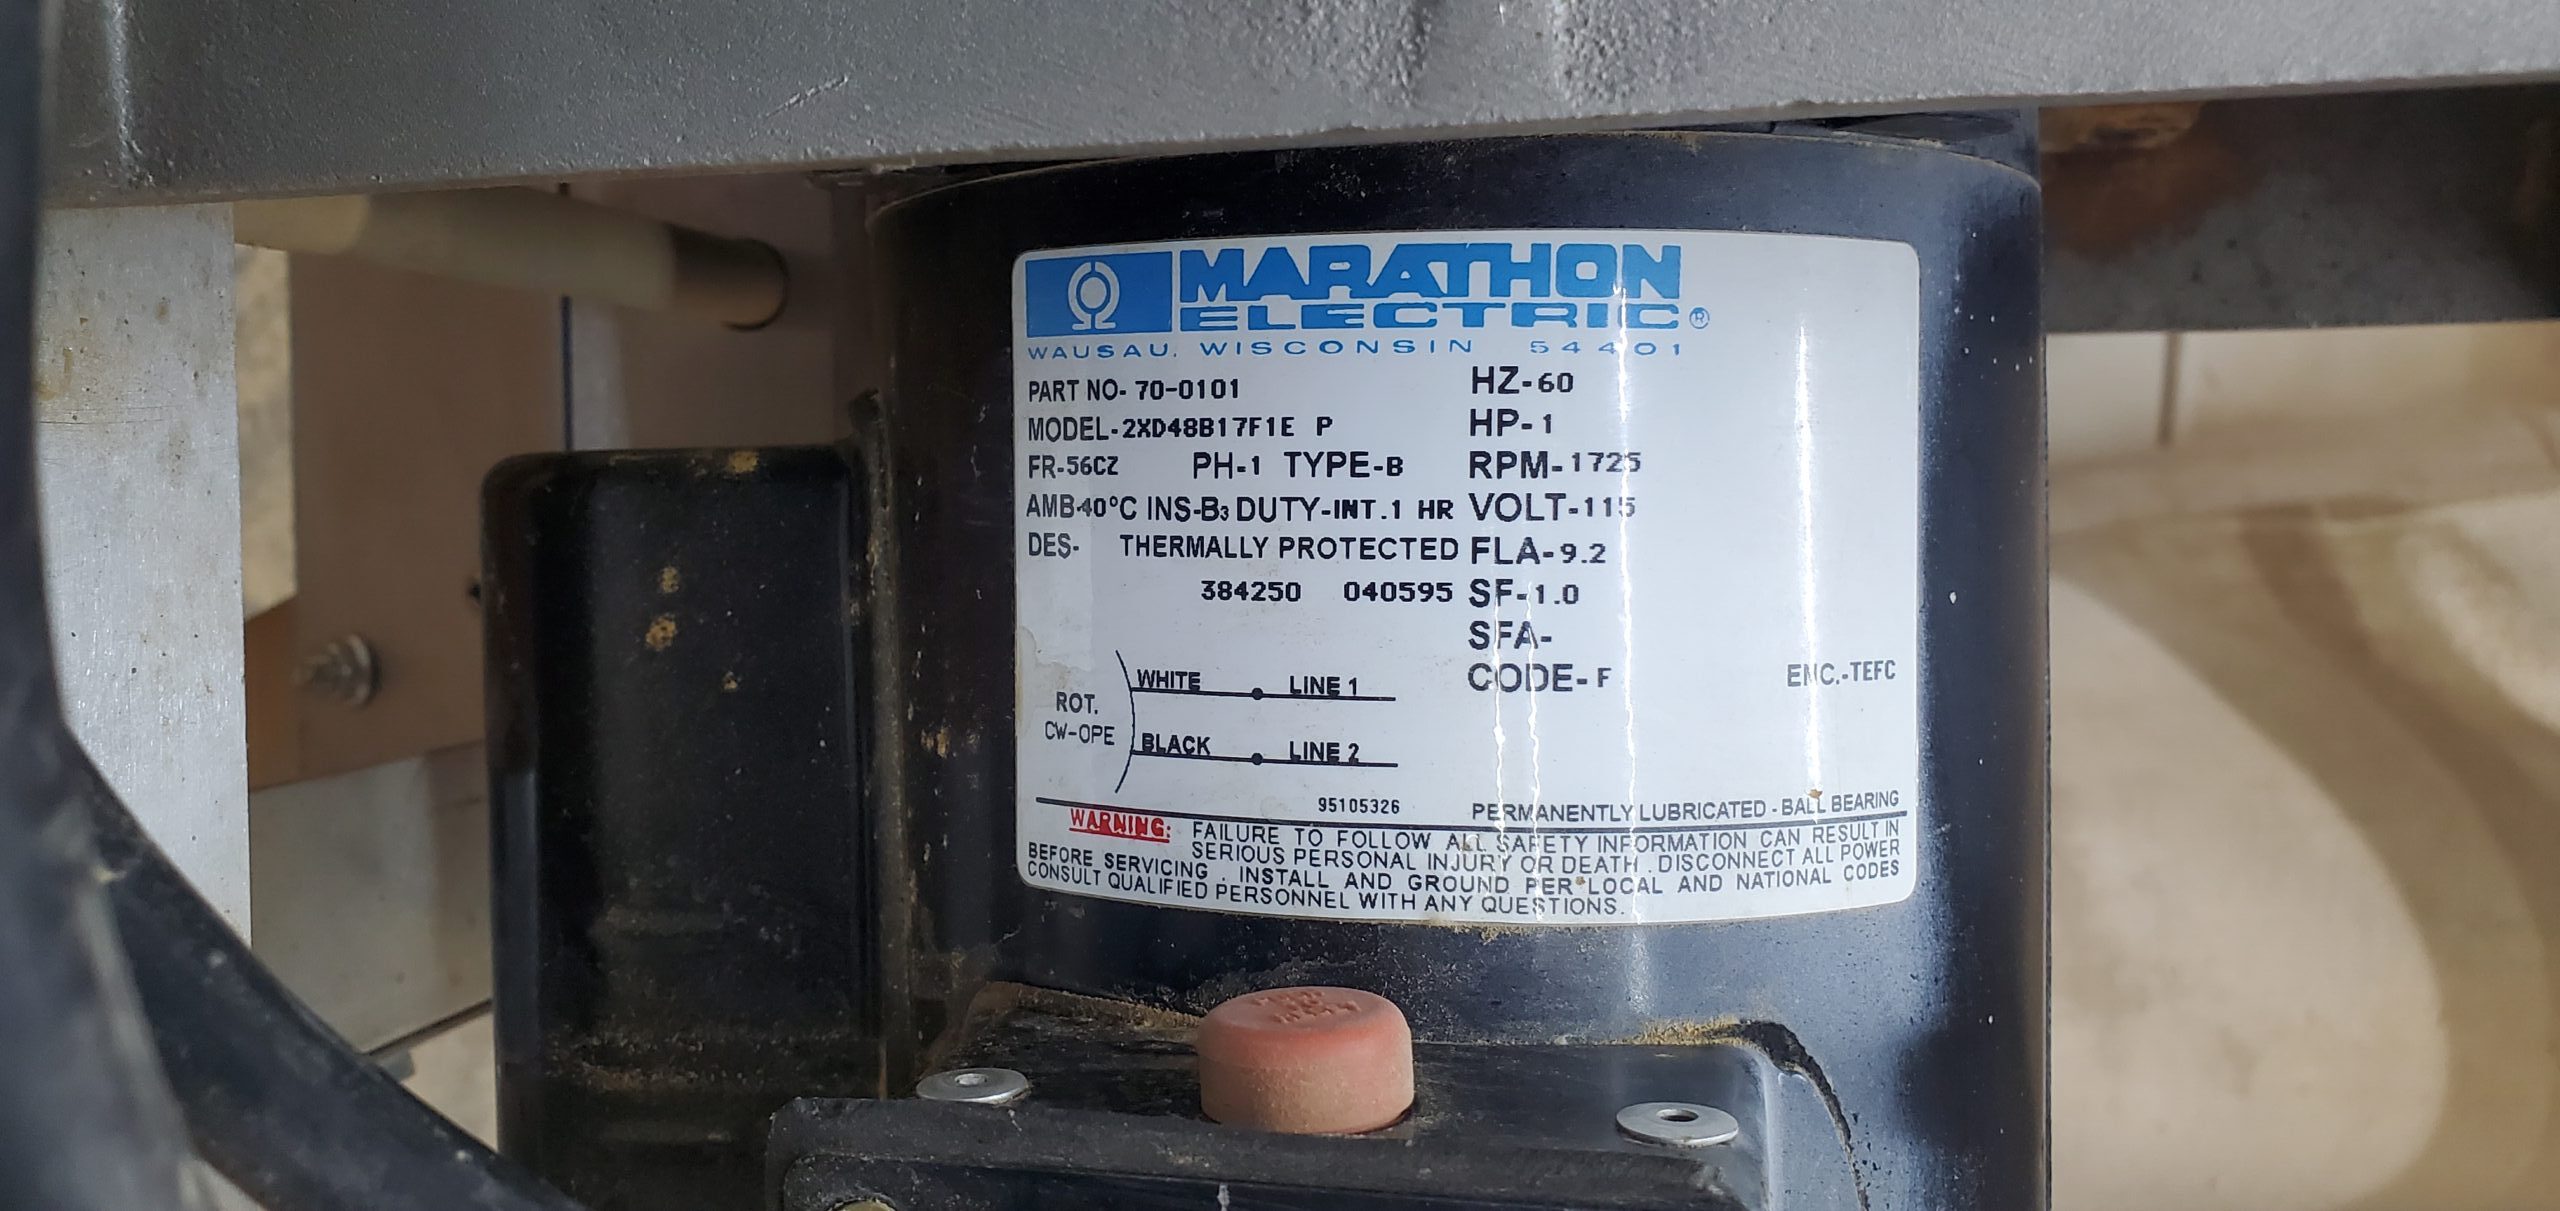 MARATHON
ELECTRIC®
WAUSAU, WISCONSIN 54401
PART NO- 70-0101
MODEL-2XD48B17F1E P
FR-56CZ PH-1 TYPE-B
AMB-40°C INS-B3 DUTY-INT.1 HR
DES- THERMALLY PROTECTED
384250 040595
HZ-60
HP-1
RPM-1725
VOLT-115
FLA-9.2
SF-1.0
SFA-
CODE-F
ENC.-TEFC
ROT.
CW-OPE
WHITE LINE 1
BLACK LINE 2
95105326
PERMANENTLY LUBRICATED - BALL BEARING
WARNING: FAILURE TO FOLLOW ALL SAFETY INFORMATION CAN RESULT IN
SERIOUS PERSONAL INJURY OR DEATH. DISCONNECT ALL POWER
BEFORE SERVICING. INSTALL AND GROUND PER LOCAL AND NATIONAL CODES
CONSULT QUALIFIED PERSONNEL WITH ANY QUESTIONS.